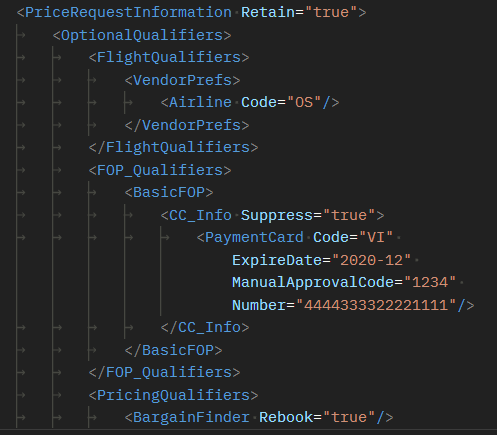 <PriceRequestInformation Retain="true">
<OptionalQualifiers>
<FlightQualifiers>
<VendorPrefs>
<Airline Code="OS"/>
</VendorPrefs>
</FlightQualifiers>
<FOP_Qualifiers>
<BasicFOP>
<CC_Info Suppress="true">
<PaymentCard Code="VI"
ExpireDate="2020-12"
ManualApprovalCode="1234"
Number="4444333322221111"/>
</CC_Info>
</BasicFOP>
</FOP_Qualifiers>
<PricingQualifiers>
<BargainFinder Rebook="true"/>